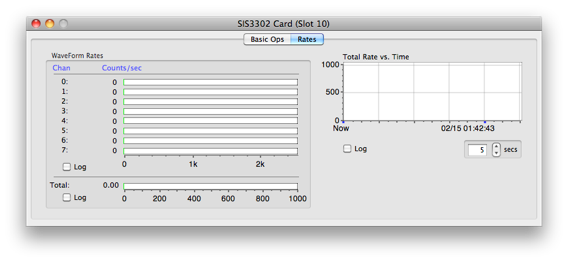 SIS3302 Card (Slot 10)
Basic Ops Rates
WaveForm Rates
Chan Counts/sec
0: 0
1: 0
2: 0
3: 0
4: 0
5: 0
6: 0
7: 0
Log
0 1k 2k
Total: 0.00
Log
0 200 400 600 800 1000
Total Rate vs. Time
1000
500
0
Now 02/15 01:42:43
Log
5 secs